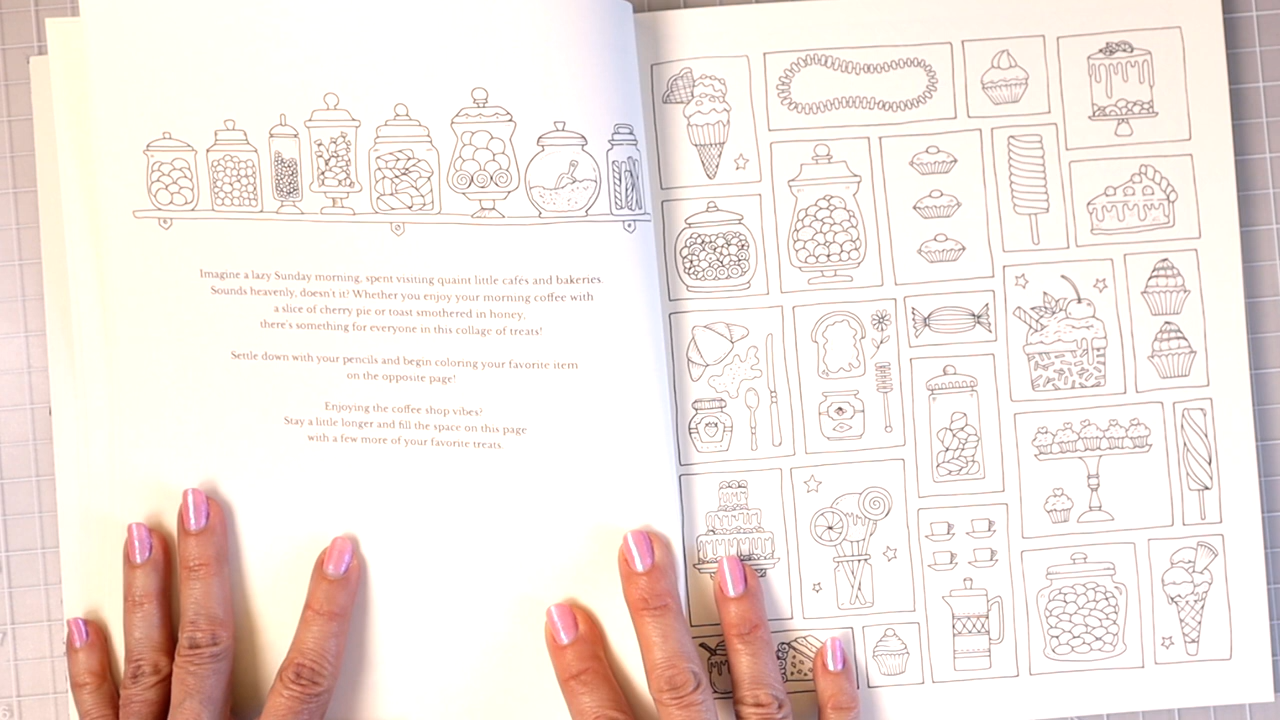 Imagine a lazy Sunday morning, spent visiting quaint little cafés and bakeries.
Sounds heavenly, doesn't it? Whether you enjoy your morning coffee with
a slice of cherry pie or toast smothered in honey,
there's something for everyone in this collage of treats!
Settle down with your pencils and begin coloring your favorite item
on the opposite page!
Enjoying the coffee shop vibes?
Stay a little longer and fill the space on this page
with a few more of your favorite treats.